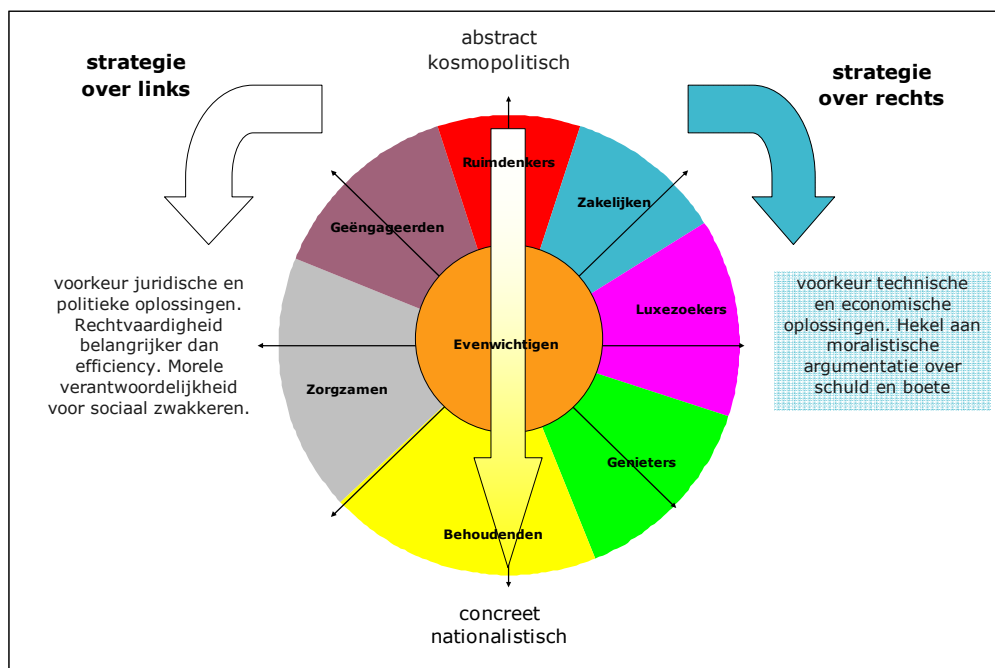 abstract
kosmopolitisch
strategie
over links
strategie
over rechts
Ruimdenkers
Zakelijken
Geëngageerden
voorkeur juridische en
politieke oplossingen.
Rechtvaardigheid
belangrijker dan
efficiency. Morele
verantwoordelijkheid
voor sociaal zwakkeren.
Luxezoekers
voorkeur technische
en economische
oplossingen. Hekel aan
moralistische
argumentatie over
schuld en boete
Evenwichtigen
Zorgzamen
Genieters
Behoudenden
concreet
nationalistisch